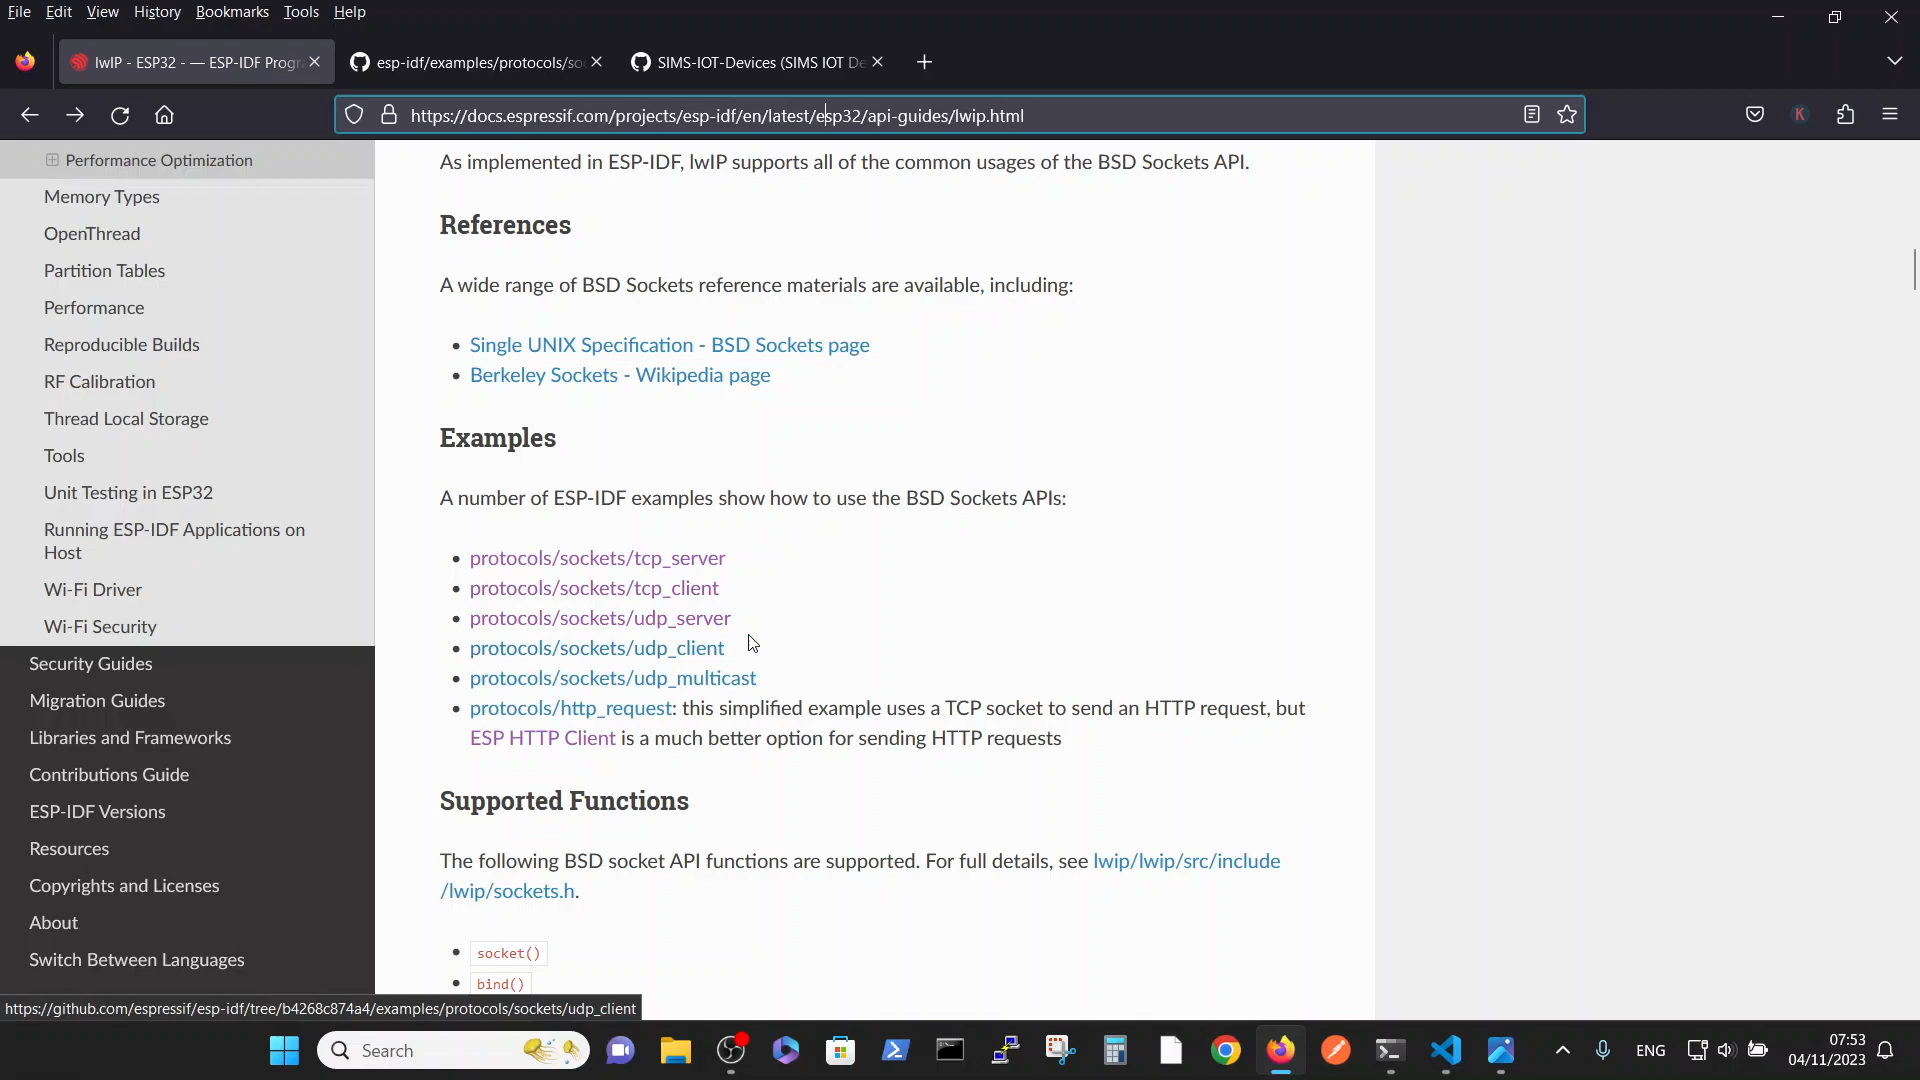 File Edit View History Bookmarks Tools Help
lwIP - ESP32 - — ESP-IDF Progr
esp-idf/examples/protocols/so
SIMS-IOT-Devices (SIMS IOT De
https://docs.espressif.com/projects/esp-idf/en/latest/esp32/api-guides/lwip.html
K
Performance Optimization
Memory Types
OpenThread
Partition Tables
Performance
Reproducible Builds
RF Calibration
Thread Local Storage
Tools
Unit Testing in ESP32
Running ESP-IDF Applications on
Host
Wi-Fi Driver
Wi-Fi Security
Security Guides
Migration Guides
Libraries and Frameworks
Contributions Guide
ESP-IDF Versions
Resources
Copyrights and Licenses
About
Switch Between Languages
As implemented in ESP-IDF, lwIP supports all of the common usages of the BSD Sockets API.
References
A wide range of BSD Sockets reference materials are available, including:
Single UNIX Specification - BSD Sockets page
Berkeley Sockets - Wikipedia page
Examples
A number of ESP-IDF examples show how to use the BSD Sockets APIs:
protocols/sockets/tcp_server
protocols/sockets/tcp_client
protocols/sockets/udp_server
protocols/sockets/udp_client
protocols/sockets/udp_multicast
protocols/http_request: this simplified example uses a TCP socket to send an HTTP request, but
ESP HTTP Client is a much better option for sending HTTP requests
Supported Functions
The following BSD socket API functions are supported. For full details, see lwip/lwip/src/include
/lwip/sockets.h.
socket()
bind()
https://github.com/espressif/esp-idf/tree/b4268c874a4/examples/protocols/sockets/udp_client
Search
ENG
07:53
04/11/2023